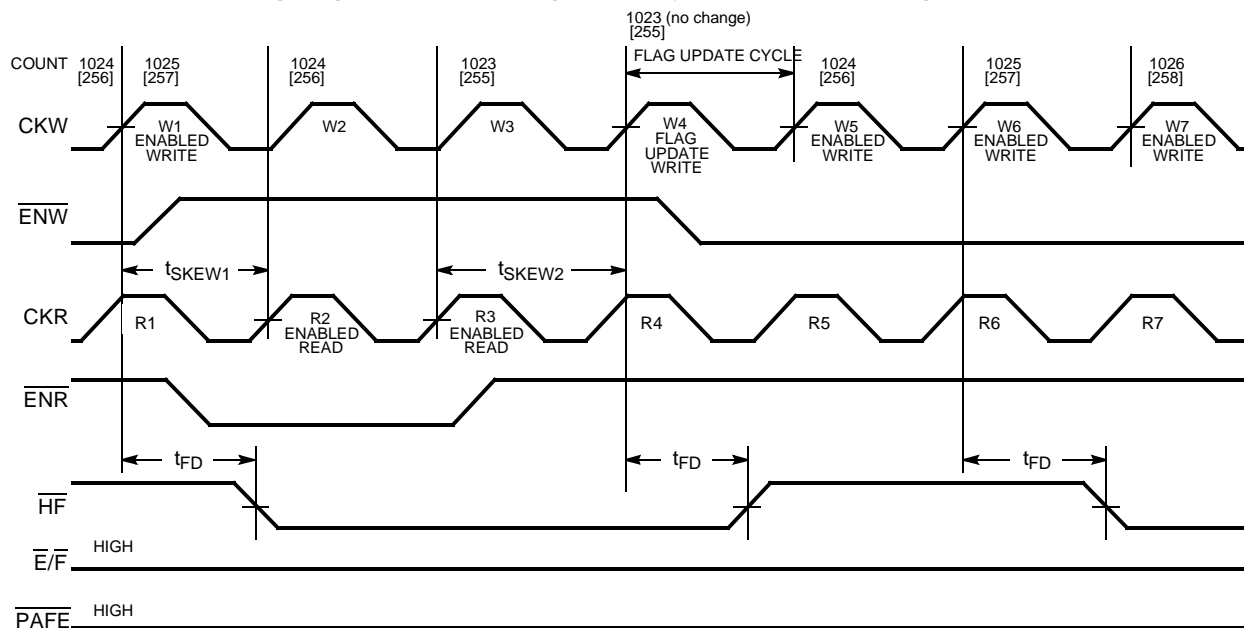 1023 (no change)
[255]
COUNT 1024 1025 1024 1023 FLAG UPDATE CYCLE 1024 1025 1026
[256] [257] [256] [255] [256] [257] [258]
CKW W1 W2 W3 W4 W5 W6 W7
ENABLED FLAG ENABLED ENABLED ENABLED
WRITE UPDATE WRITE WRITE WRITE
WRITE
ENW
tSKEW1 tSKEW2
CKR R1 R2 R3 R4 R5 R6 R7
ENABLED ENABLED
READ READ
ENR
tFD tFD tFD
HF
E/F HIGH
PAFE HIGH